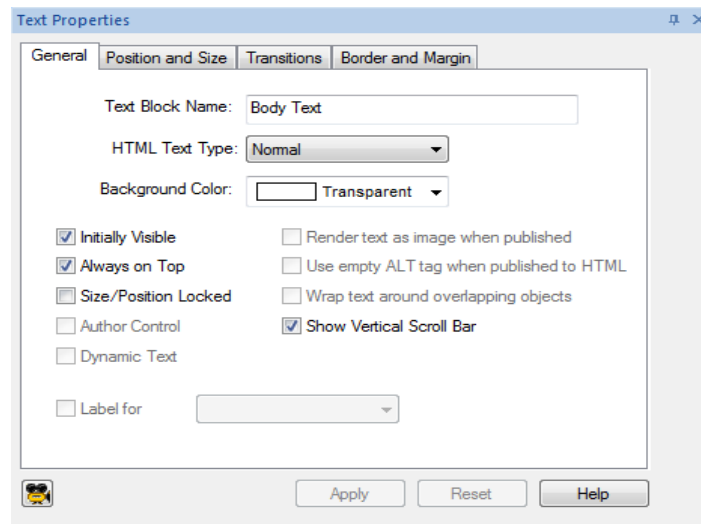 Text Properties
General Position and Size Transitions Border and Margin
Text Block Name: Body Text
HTML Text Type: Normal
Background Color: Transparent
Initially Visible Render text as image when published
Always on Top Use empty ALT tag when published to HTML
Size/Position Locked Wrap text around overlapping objects
Author Control Show Vertical Scroll Bar
Dynamic Text
Label for
Apply Reset Help